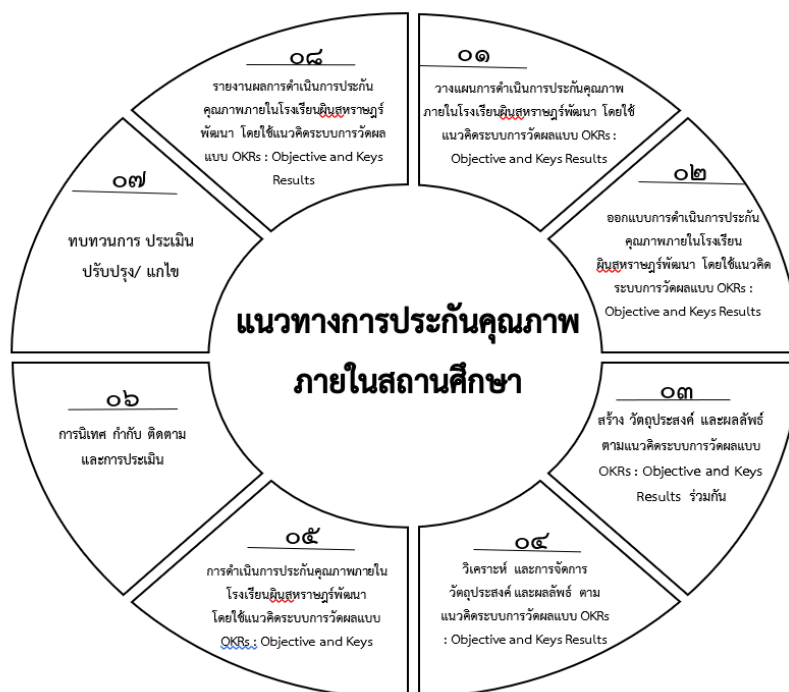 แนวทางการประกันคุณภาพ
ภายในสถานศึกษา
๐๑
วางแผนการดำเนินการประกันคุณภาพ
ภายในโรงเรียนผินสุหราษฎร์พัฒนา โดยใช้
แนวคิดระบบการวัดผลแบบ OKRs :
Objective and Keys Results
๐๒
ออกแบบการดำเนินการประกัน
คุณภาพภายในโรงเรียน
ผินสุหราษฎร์พัฒนา โดยใช้แนวคิด
ระบบการวัดผลแบบ OKRs :
Objective and Keys Results
๐๓
สร้าง วัตถุประสงค์ และผลลัพธ์
ตามแนวคิดระบบการวัดผลแบบ
OKRs : Objective and Keys
Results ร่วมกัน
๐๔
วิเคราะห์ และการจัดการ
วัตถุประสงค์ และผลลัพธ์ ตาม
แนวคิดระบบการวัดผลแบบ OKRs
: Objective and Keys Results
๐๕
การดำเนินการประกันคุณภาพภายใน
โรงเรียนผินสุหราษฎร์พัฒนา
โดยใช้แนวคิดระบบการวัดผลแบบ
OKRs : Objective and Keys
๐๖
การนิเทศ กำกับ ติดตาม
และการประเมิน
๐๗
ทบทวนการ ประเมิน
ปรับปรุง/ แก้ไข
๐๘
รายงานผลการดำเนินการประกัน
คุณภาพภายในโรงเรียนผินสุหราษฎร์
พัฒนา โดยใช้แนวคิดระบบการวัดผล
แบบ OKRs : Objective and Keys
Results